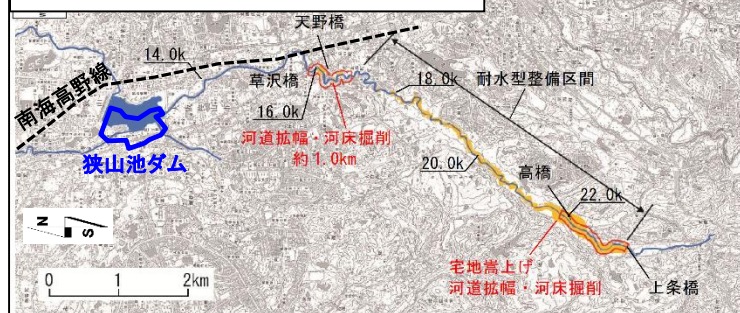 天野橋
14.0k
南海高野線
草沢橋
18.0k
耐水型整備区間
16.0k
河道拡幅・河床掘削
約1.0km
狭山池ダム
20.0k
高橋
22.0k
N
S
宅地嵩上げ
河道拡幅・河床掘削
上条橋
0 1 2km